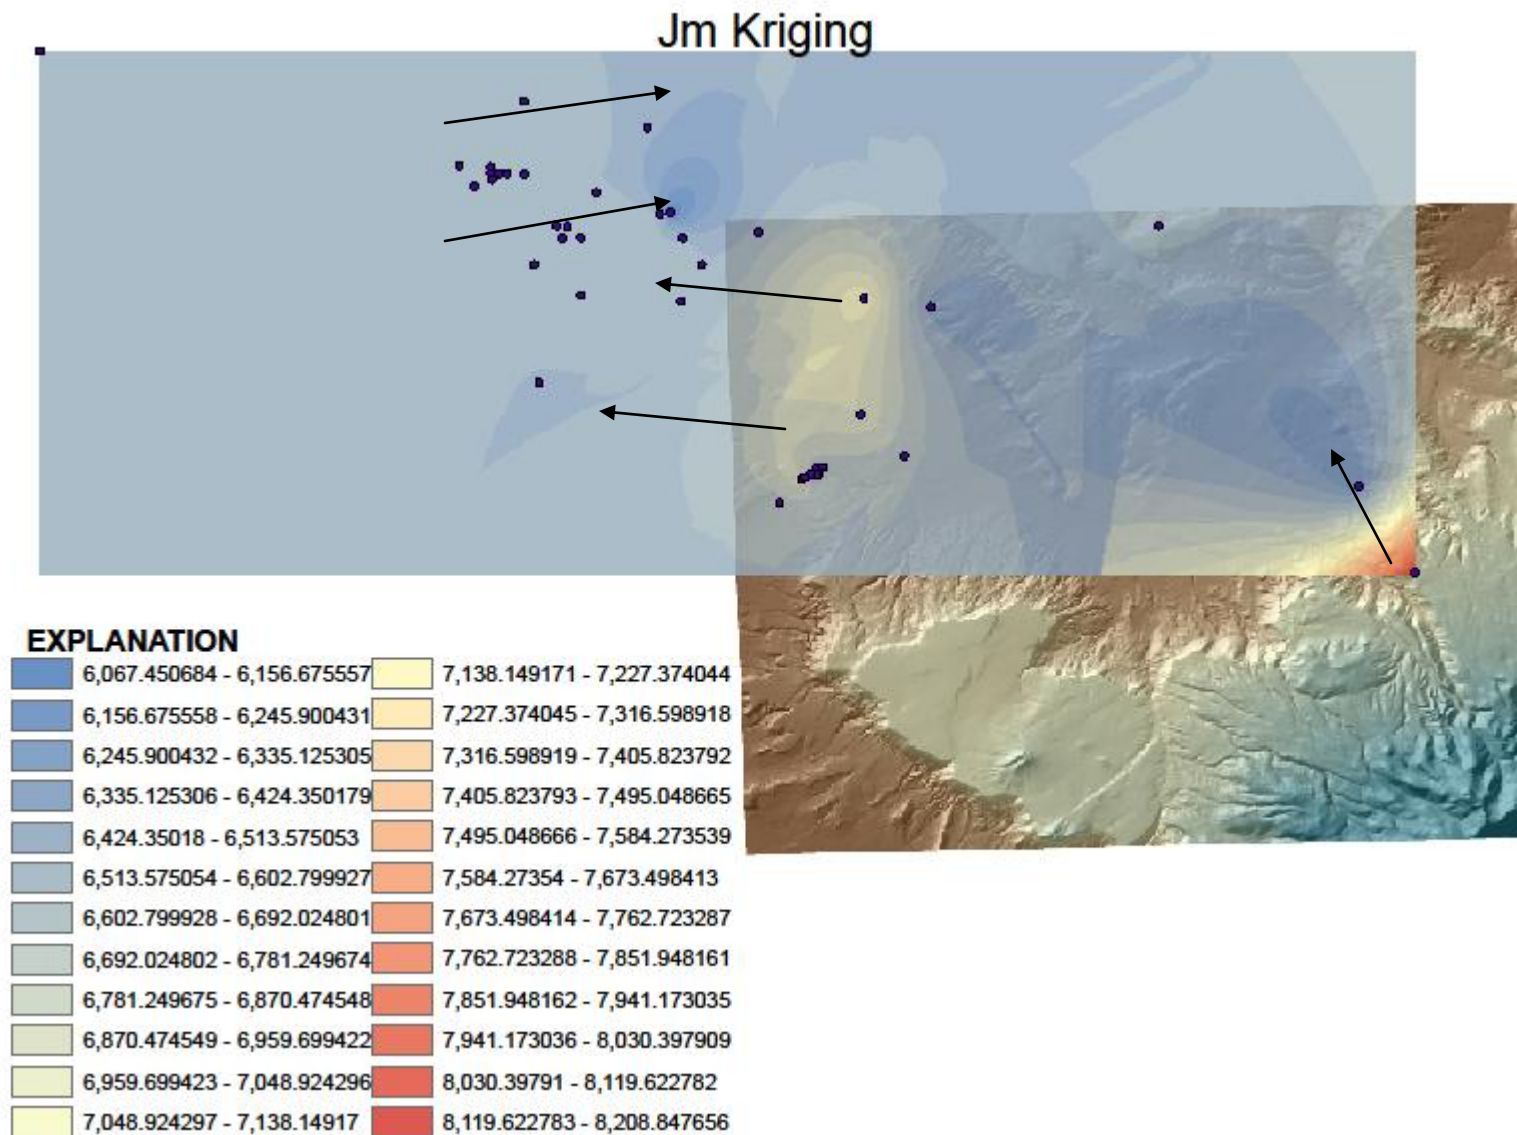 Jm Kriging
EXPLANATION
6,067.450684 - 6,156.675557
6,156.675558 - 6,245.900431
6,245.900432 - 6,335.125305
6,335.125306 - 6,424.350179
6,424.35018 - 6,513.575053
6,513.575054 - 6,602.799927
6,602.799928 - 6,692.024801
6,692.024802 - 6,781.249674
6,781.249675 - 6,870.474548
6,870.474549 - 6,959.699422
6,959.699423 - 7,048.924296
7,048.924297 - 7,138.14917
7,138.149171 - 7,227.374044
7,227.374045 - 7,316.598918
7,316.598919 - 7,405.823792
7,405.823793 - 7,495.048665
7,495.048666 - 7,584.273539
7,584.27354 - 7,673.498413
7,673.498414 - 7,762.723287
7,762.723288 - 7,851.948161
7,851.948162 - 7,941.173035
7,941.173036 - 8,030.397909
8,030.39791 - 8,119.622782
8,119.622783 - 8,208.847656